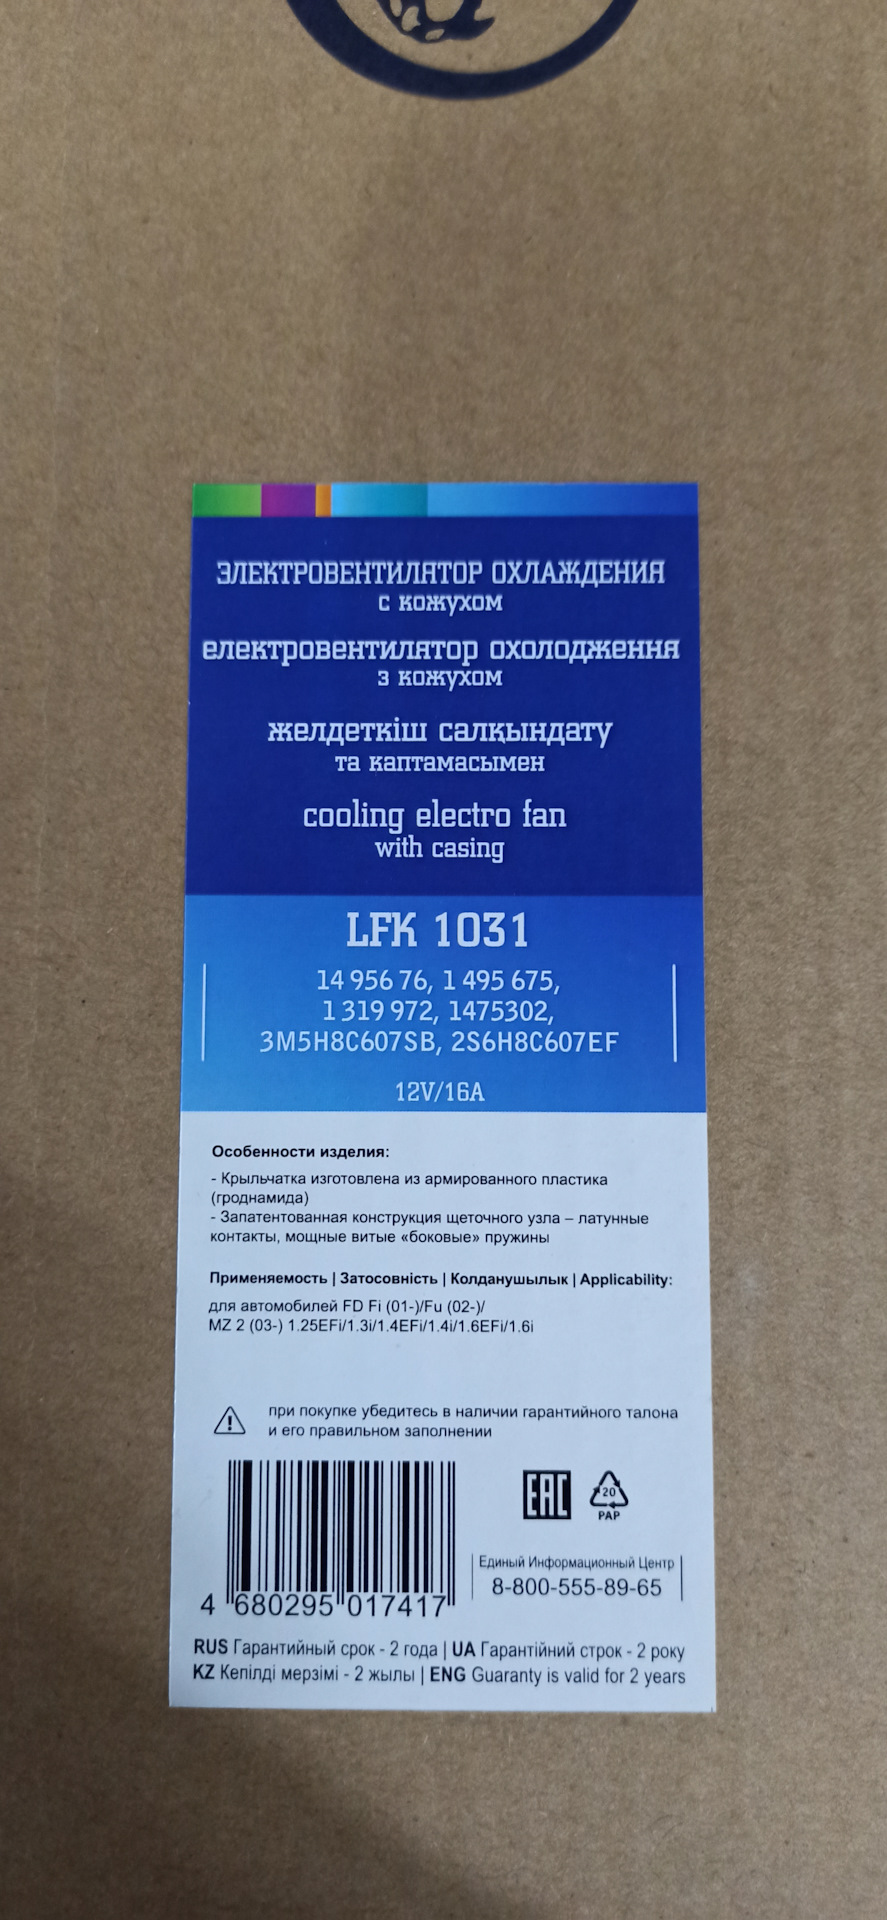 ЭЛЕКТРОВЕНТИЛЯТОР ОХЛАЖДЕНИЯ
с кожухом
електровентилятор охолодження
з кожухом
желдеткіш салқындату
та каптамасымен
cooling electro fan
with casing
LFK 1031
14 956 76, 1 495 675,
1 319 972, 1475302,
3M5H8C607SB, 2S6H8C607EF
12V/16A
Особенности изделия:
- Крыльчатка изготовлена из армированного пластика
(гроднамида)
- Запатентованная конструкция щеточного узла – латунные
контакты, мощные витые «боковые» пружины
Применяемость | Затосовність | Колданушылык | Applicability:
для автомобилей FD Fi (01-)/Fu (02-)/
MZ 2 (03-) 1.25EFi/1.3i/1.4EFi/1.4i/1.6EFi/1.6i
при покупке убедитесь в наличии гарантийного талона
и его правильном заполнении
EAC
20
PAP
Единый Информационный Центр
8-800-555-89-65
4 680295 017417
RUS Гарантийный срок - 2 года | UA Гарантійний строк - 2 року
KZ Кепілді мерзімі - 2 жылы | ENG Guaranty is valid for 2 years